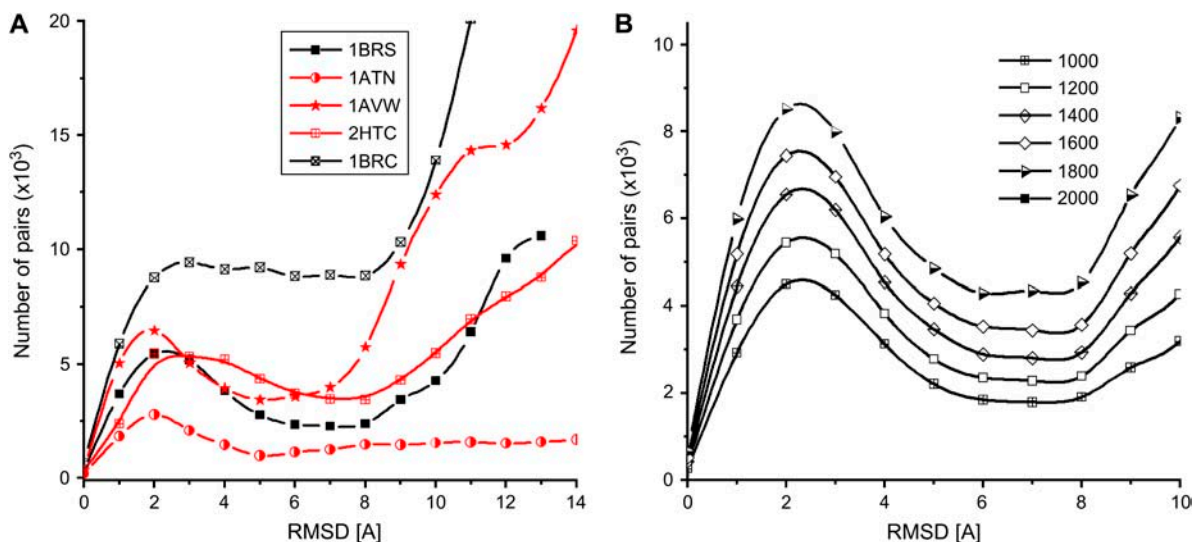 A
Number of pairs (x10³)
20
15
10
5
0
0 2 4 6 8 10 12 14
RMSD [A]
1BRS
1ATN
1AVW
2HTC
1BRC
B
Number of pairs (x10³)
10
8
6
4
2
0
0 2 4 6 8 10
RMSD [A]
1000
1200
1400
1600
1800
2000